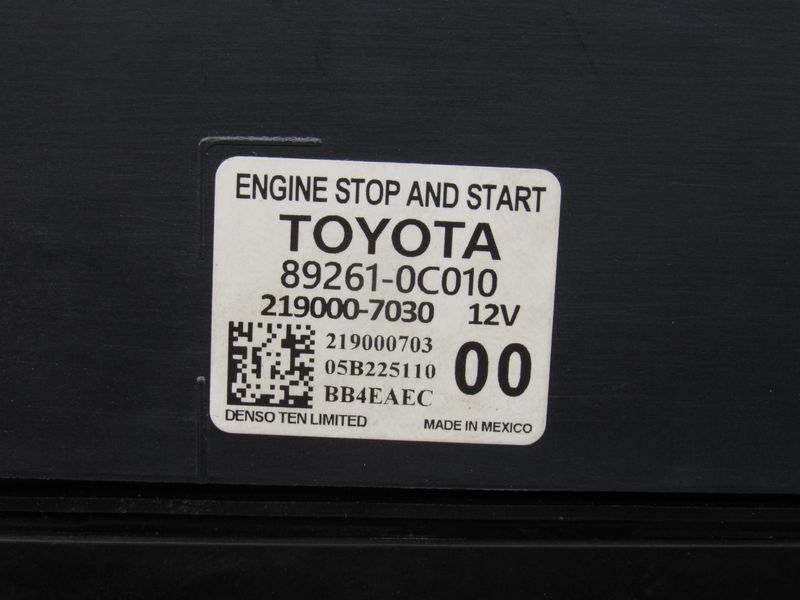 ENGINE STOP AND START
TOYOTA
89261-0C010
219000-7030 12V
219000703
05B225110
BB4EAEC
00
DENSO TEN LIMITED
MADE IN MEXICO